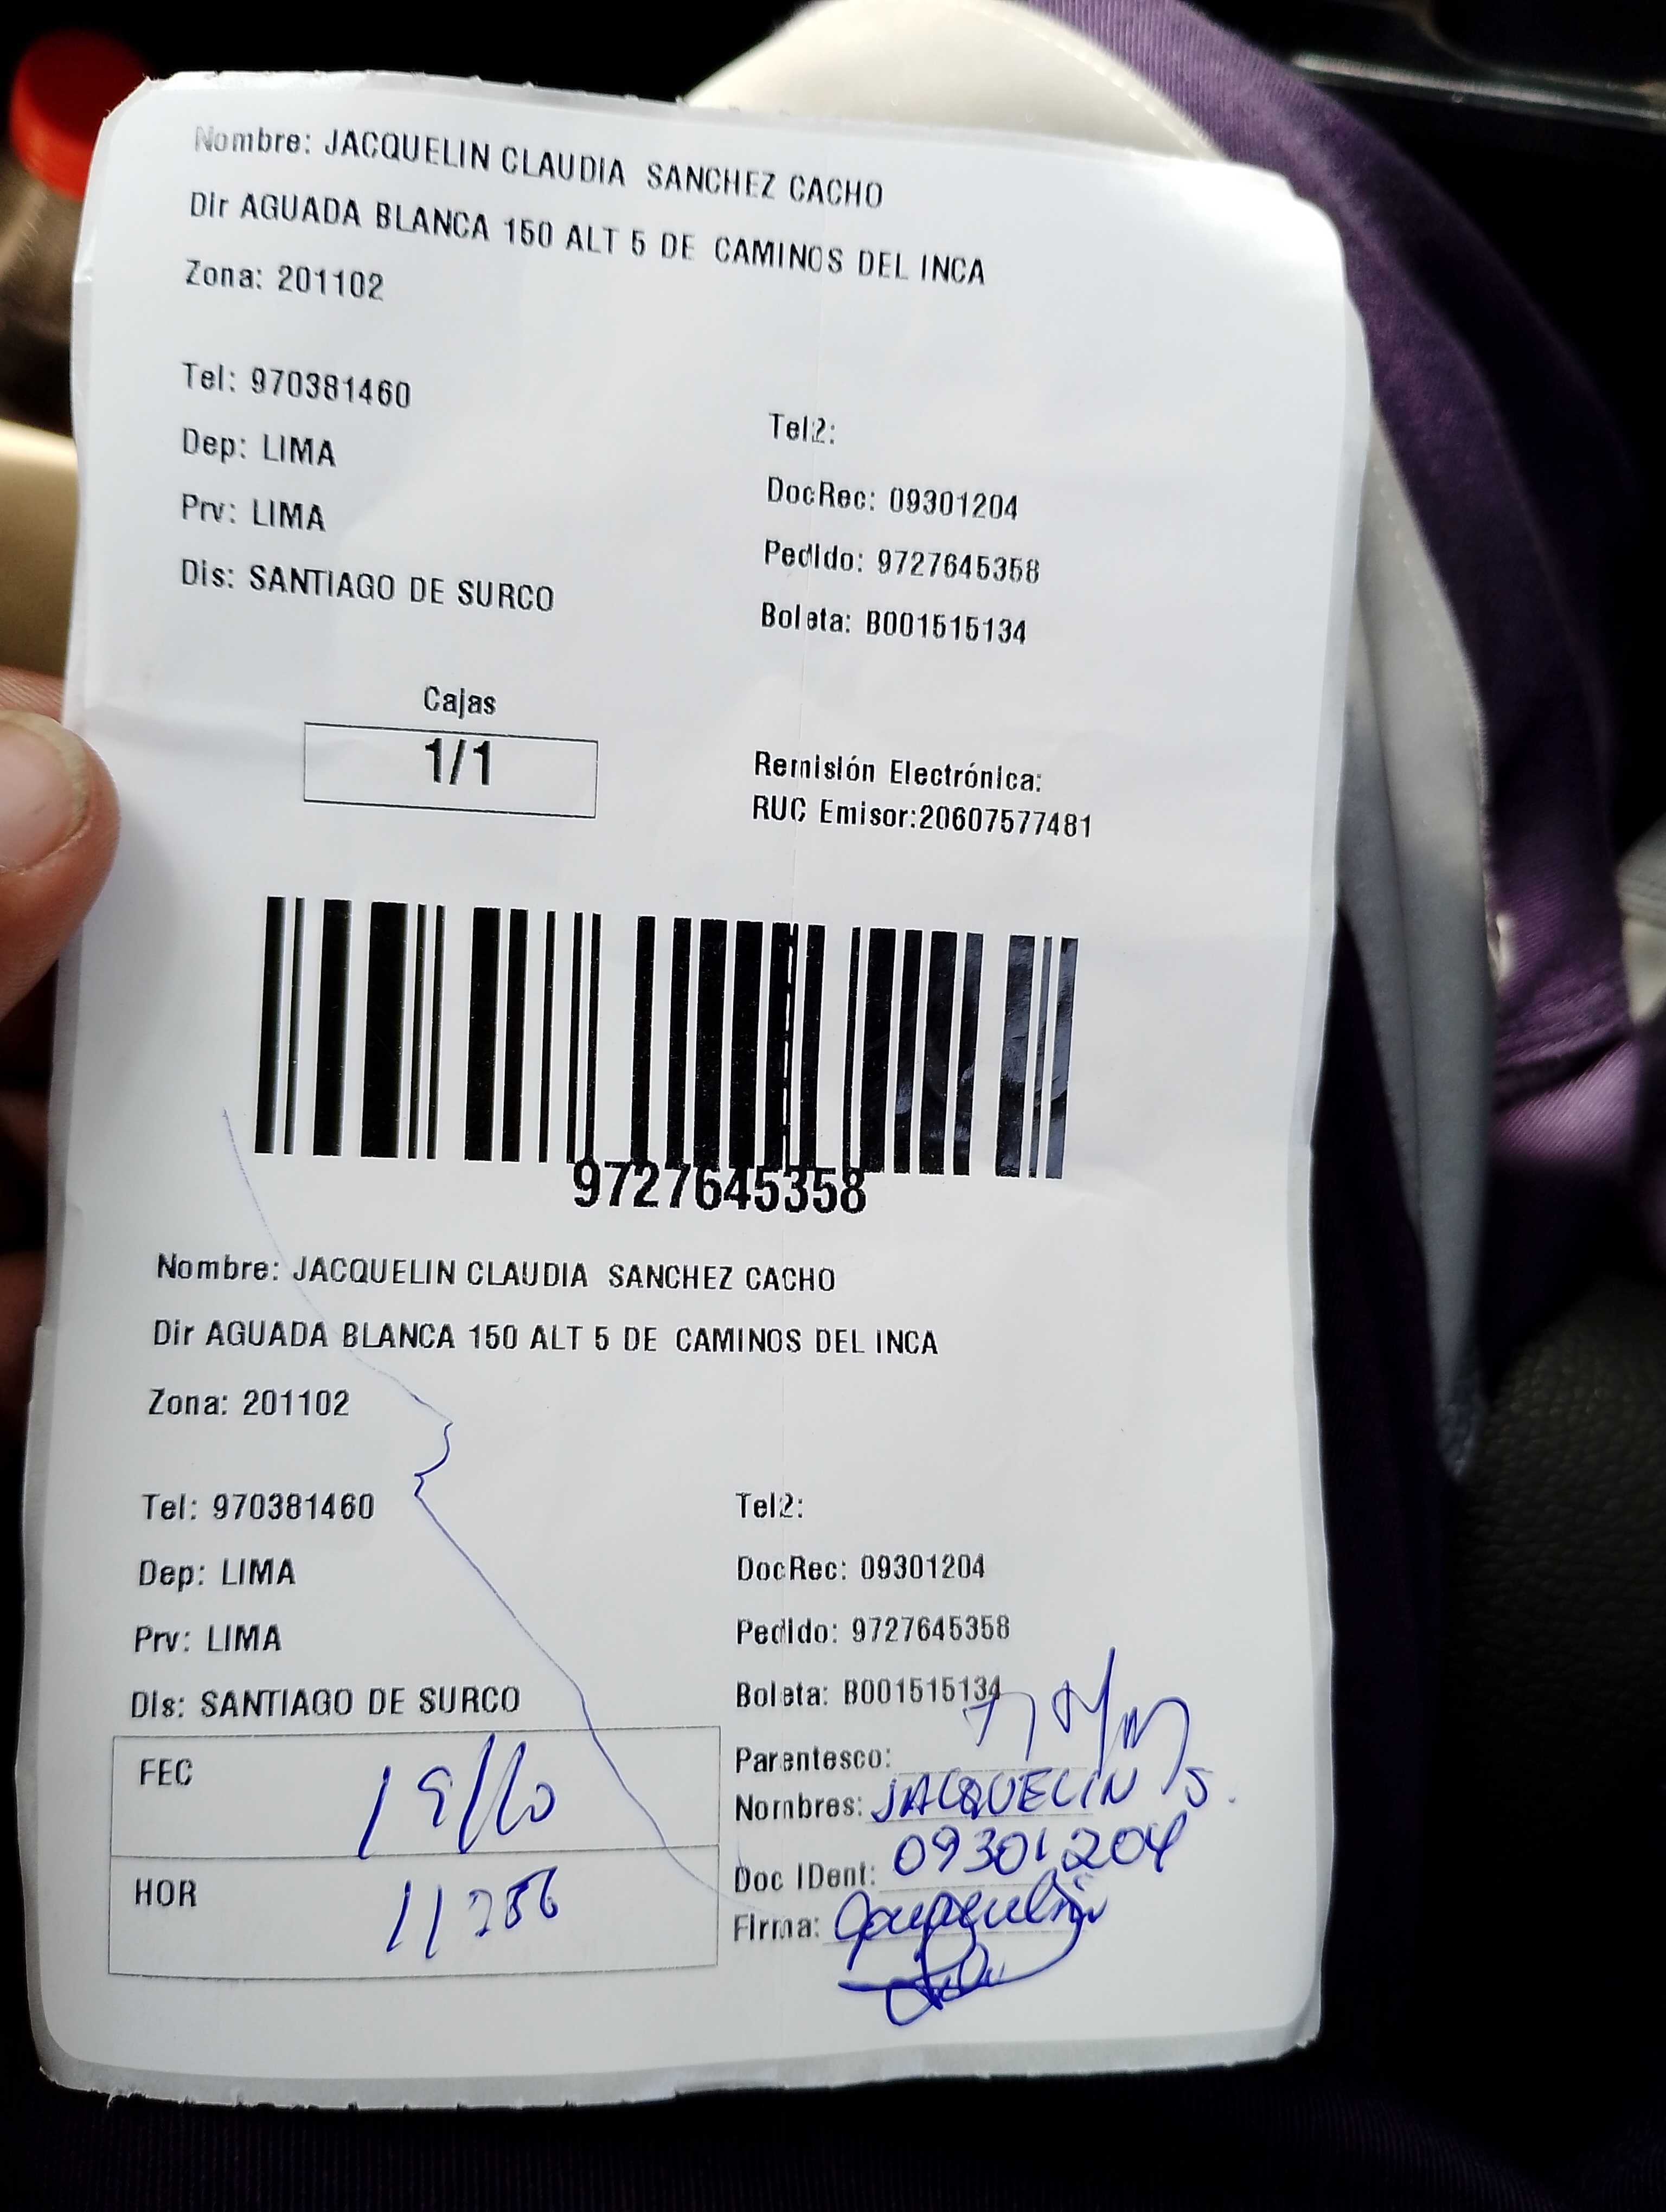 Nombre: JACQUELIN CLAUDIA SANCHEZ CACHO
Dir AGUADA BLANCA 150 ALT 5 DE CAMINOS DEL INCA
Zona: 201102
Tel: 970381460
Tel2:
Dep: LIMA
DocRec: 09301204
Prv: LIMA
Pedido: 9727645358
Dis: SANTIAGO DE SURCO
Boleta: B001515134
Cajas
1/1
Remisión Electrónica:
RUC Emisor:20607577481
9727645358
Nombre: JACQUELIN CLAUDIA SANCHEZ CACHO
Dir AGUADA BLANCA 150 ALT 5 DE CAMINOS DEL INCA
Zona: 201102
Tel: 970381460
Tel2:
Dep: LIMA
DocRec: 09301204
Prv: LIMA
Pedido: 9727645358
Dis: SANTIAGO DE SURCO
Boleta: B001515134
FEC 19/10
Parentesco:
Nombres: JACQUELIN S.
HOR
Doc IDent: 09301204
Firma: